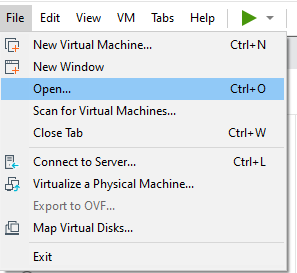 File Edit View VM Tabs Help
New Virtual Machine... Ctrl+N
New Window
Open... Ctrl+O
Scan for Virtual Machines...
Close Tab Ctrl+W
Connect to Server... Ctrl+L
Virtualize a Physical Machine...
Export to OVF...
Map Virtual Disks...
Exit